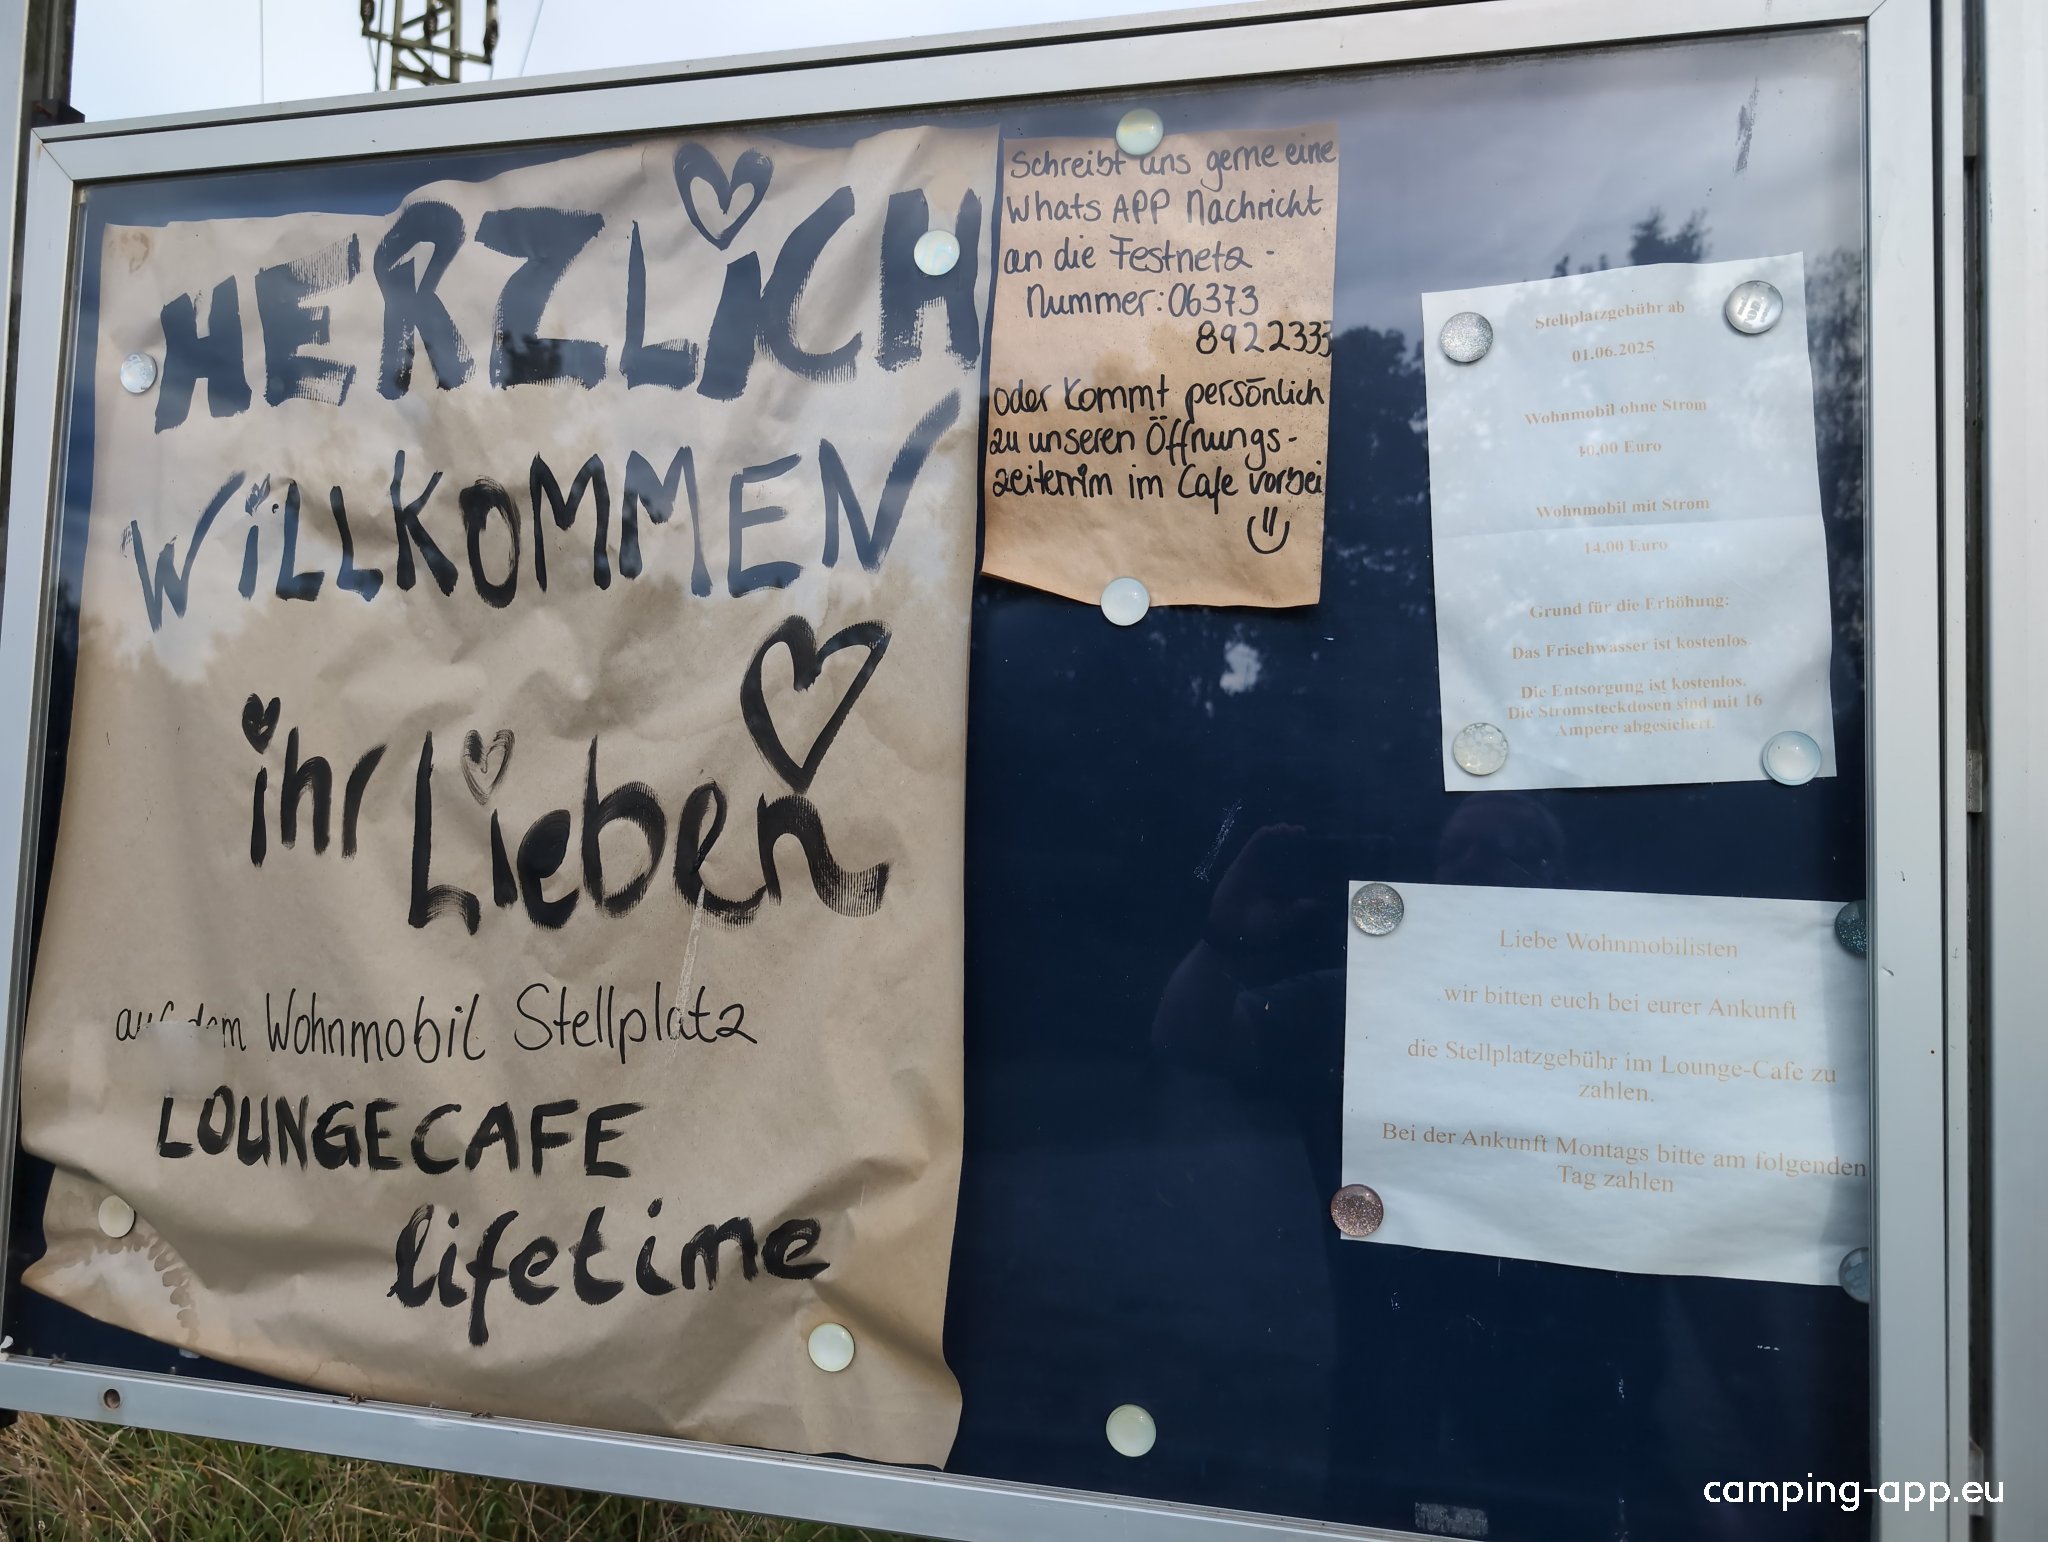 HERZLiCH
WiLLKOMMEN
ihr Lieben
auf dem Wohnmobil Stellplatz
LOUNGECAFE
lifetime
Schreibt uns gerne eine
Whats APP Nachricht
an die Festnetz-
Nummer: 06373
8922333
oder kommt persönlich
zu unseren Öffnungs-
zeiten im Cafe vorbei
Stellplatzgebühr ab
01.06.2025
Wohnmobil ohne Strom
10,00 Euro
Wohnmobil mit Strom
14,00 Euro
Grund für die Erhöhung:
Das Frischwasser ist kostenlos
Die Entsorgung ist kostenlos.
Die Stromsteckdosen sind mit 16
Ampere abgesichert.
Liebe Wohnmobilisten
wir bitten euch bei eurer Ankunft
die Stellplatzgebühr im Lounge-Cafe zu
zahlen.
Bei der Ankunft Montags bitte am folgenden
Tag zahlen
camping-app.eu